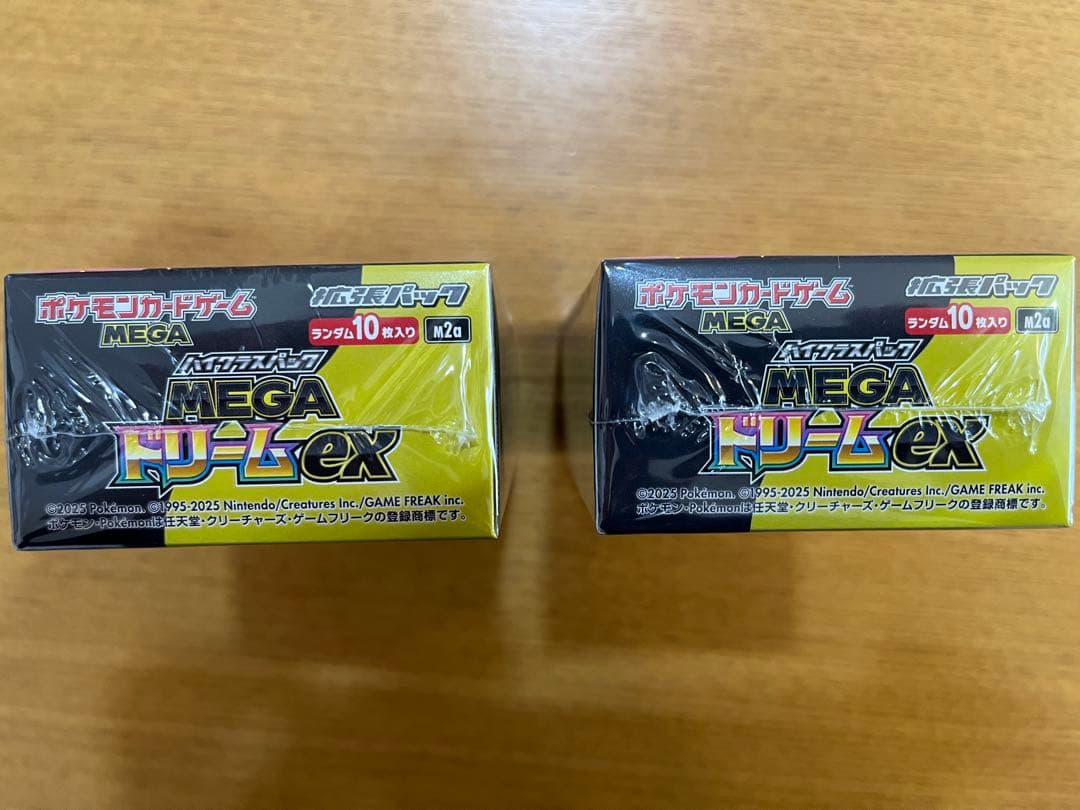 ポケモンカードゲーム 拡張パック
MEGA ランダム10枚入り M2a
ハイクラスパック
MEGA
ドリームex
©2025 Pokémon. ©1995-2025 Nintendo/Creatures Inc./GAME FREAK inc.
ポケモン・Pokémonは任天堂・クリーチャーズ・ゲームフリークの登録商標です。
ポケモンカードゲーム 拡張パック
MEGA ランダム10枚入り M2a
ハイクラスパック
MEGA
ドリームex
©2025 Pokémon. ©1995-2025 Nintendo/Creatures Inc./GAME FREAK inc.
ポケモン・Pokémonは任天堂・クリーチャーズ・ゲームフリークの登録商標です。